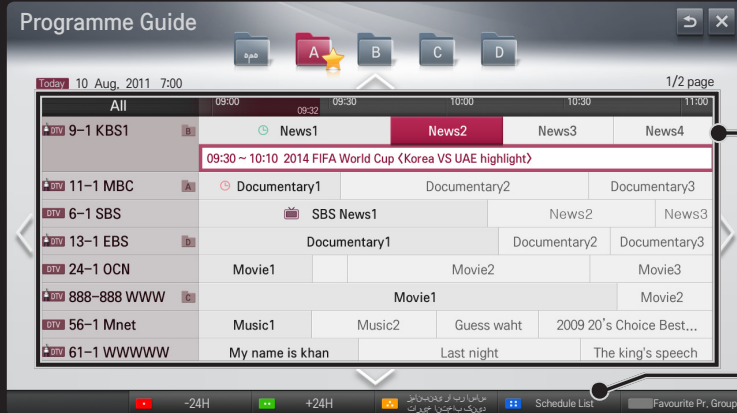 Programme Guide
همه A B C D
Today 10 Aug, 2011 7:00 1/2 page
All 09:00 09:32 09:30 10:00 10:30 11:00
DTV 9-1 KBS1 B News1 News2 News3 News4
09:30 ~ 10:10 2014 FIFA World Cup 〈Korea VS UAE highlight〉
DTV 11-1 MBC A Documentary1 Documentary2 Documentary3
DTV 6-1 SBS SBS News1 News2 News3
DTV 13-1 EBS D Documentary1 Documentary2 Documentary3
DTV 24-1 OCN Movie1 Movie2 Movie3
DTV 888-888 WWW C Movie1 Movie2
DTV 56-1 Mnet Music1 Music2 Guess waht 2009 20's Choice Best...
DTV 61-1 WWWWW My name is khan Last night The king's speech
-24H +24H Schedule List Favourite Pr, Group